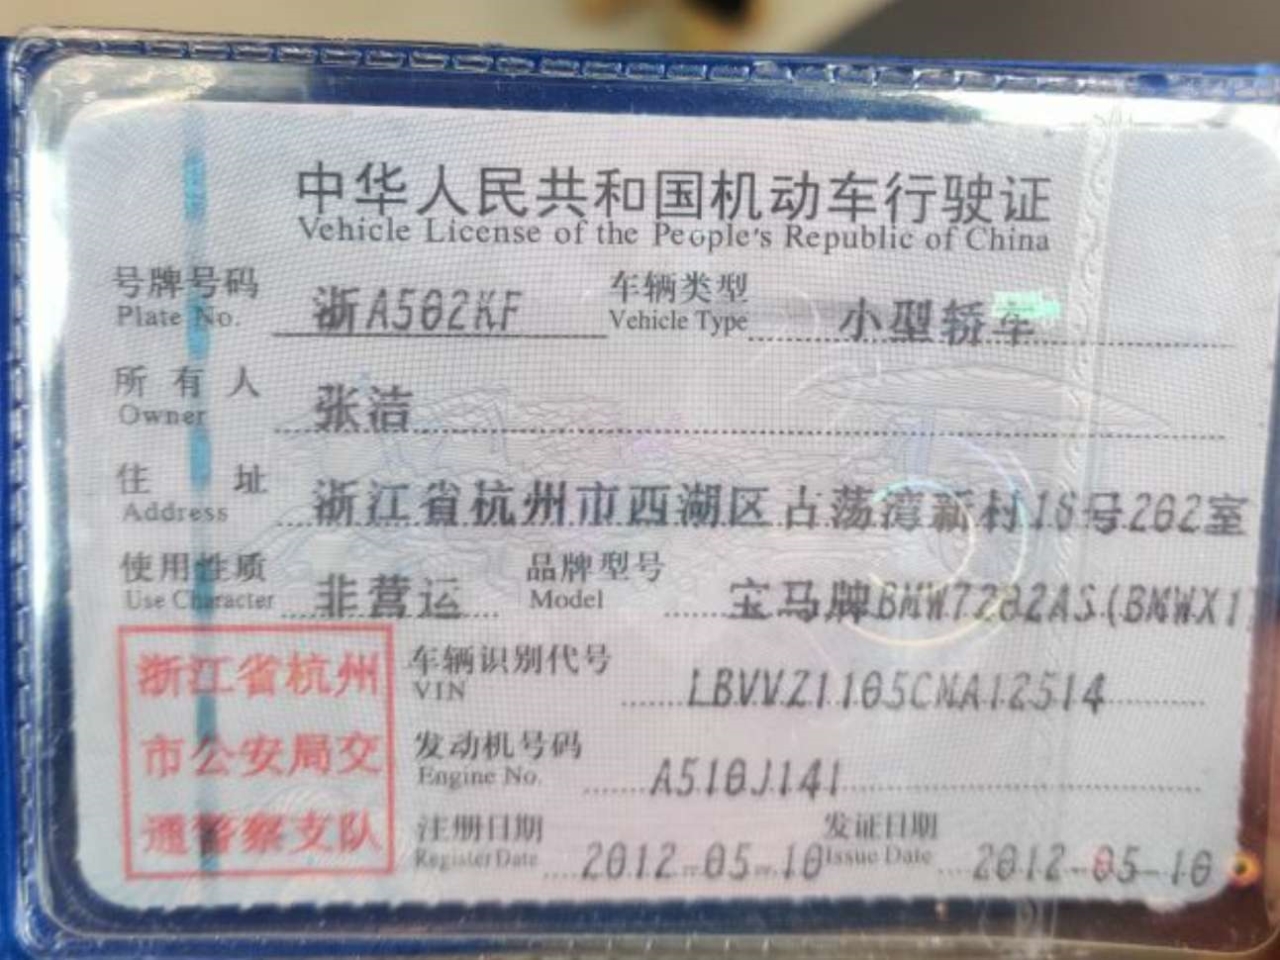 中华人民共和国机动车行驶证
Vehicle License of the People's Republic of China
号牌号码 浙A502KF 车辆类型 小型轿车
Plate No. Vehicle Type
所有人 张洁
Owner
住址 浙江省杭州市西湖区古荡湾新村16号202室
Address
使用性质 非营运 品牌型号 宝马牌BMW7202AS(BMWX1)
Use Character Model
浙江省杭州
市公安局交
通警察支队
车辆识别代号 LBVVZ1105CMA12514
VIN
发动机号码 A510J141
Engine No.
注册日期 2012-05-10 发证日期 2012-05-10
Register Date Issue Date